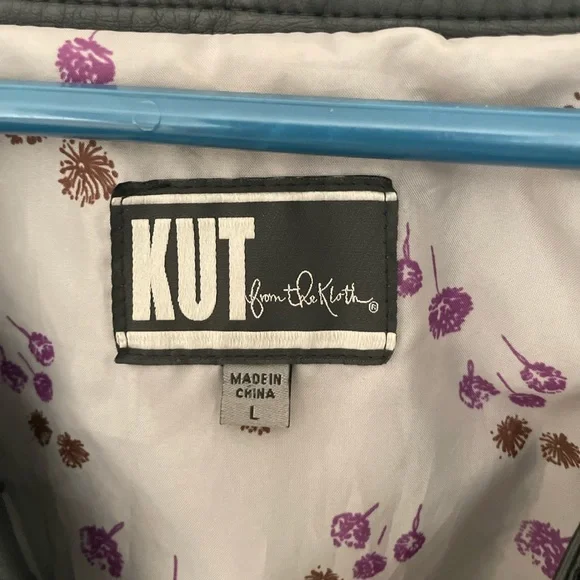 KUT from the Kloth®
MADE IN
CHINA
L